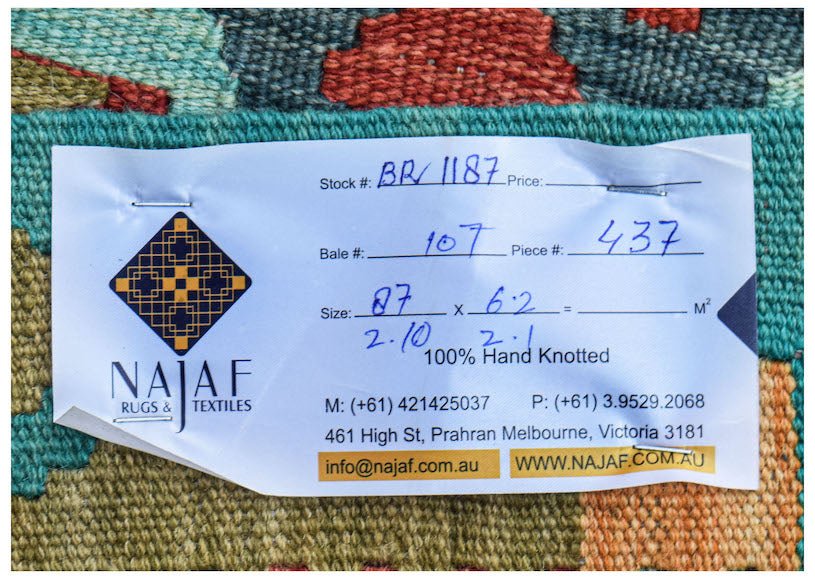 Stock #: BR/ 1187 Price:
Bale #: 107 Piece #: 437
Size: 87 x 6.2 = M²
2.10 2.1
100% Hand Knotted
NAJAF
RUGS & TEXTILES
M: (+61) 421425037 P: (+61) 3.9529.2068
461 High St, Prahran Melbourne, Victoria 3181
info@najaf.com.au WWW.NAJAF.COM.AU